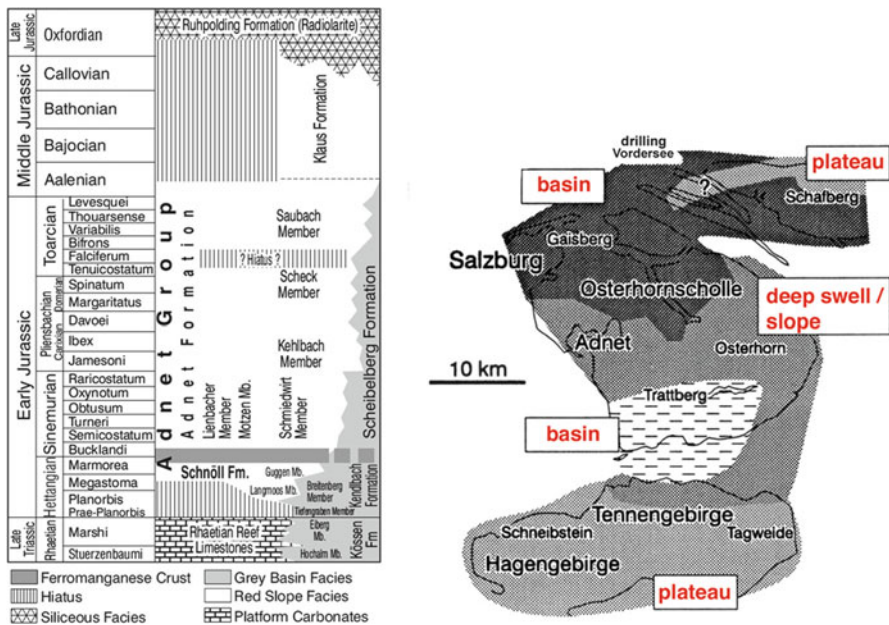 Late
Jurassic
Oxfordian
Ruhpolding Formation (Radiolarite)
Middle Jurassic
Callovian
Bathonian
Bajocian
Aalenian
Klaus Formation
Early Jurassic
Toarcian
Levesquei
Thouarsense
Variabilis
Bifrons
Falciferum
Tenuicostatum
Pliensbachian
Carixian Domerian
Spinatum
Margaritatus
Davoei
Ibex
Jamesoni
Sinemurian
Raricostatum
Oxynotum
Obtusum
Turneri
Semicostatum
Bucklandi
Hettangian
Marmorea
Megastoma
Planorbis
Prae-Planorbis
Late
Triassic
Rhaetian
Marshi
Stuerzenbaumi
Adnet Group
Adnet Formation
Saubach
Member
? Hiatus ?
Scheck
Member
Kehlbach
Member
Lienbacher
Member
Motzen Mb.
Schmiedwirt
Member
Scheibelberg Formation
Schnöll Fm.
Guggen Mb.
Langmoos Mb.
Breitenberg
Member
Tiefengraben Member
Kendlbach
Formation
Rhaetian Reef
Limestones
Eiberg
Mb.
Hochalm Mb.
Kössen
Fm
Ferromanganese Crust
Grey Basin Facies
Hiatus
Red Slope Facies
Siliceous Facies
Platform Carbonates
drilling
Vordersee
plateau
basin
?
Schafberg
Gaisberg
Salzburg
Osterhornscholle
deep swell /
slope
Adnet
Osterhorn
10 km
Trattberg
basin
Tennengebirge
Schneibstein
Tagweide
Hagengebirge
plateau